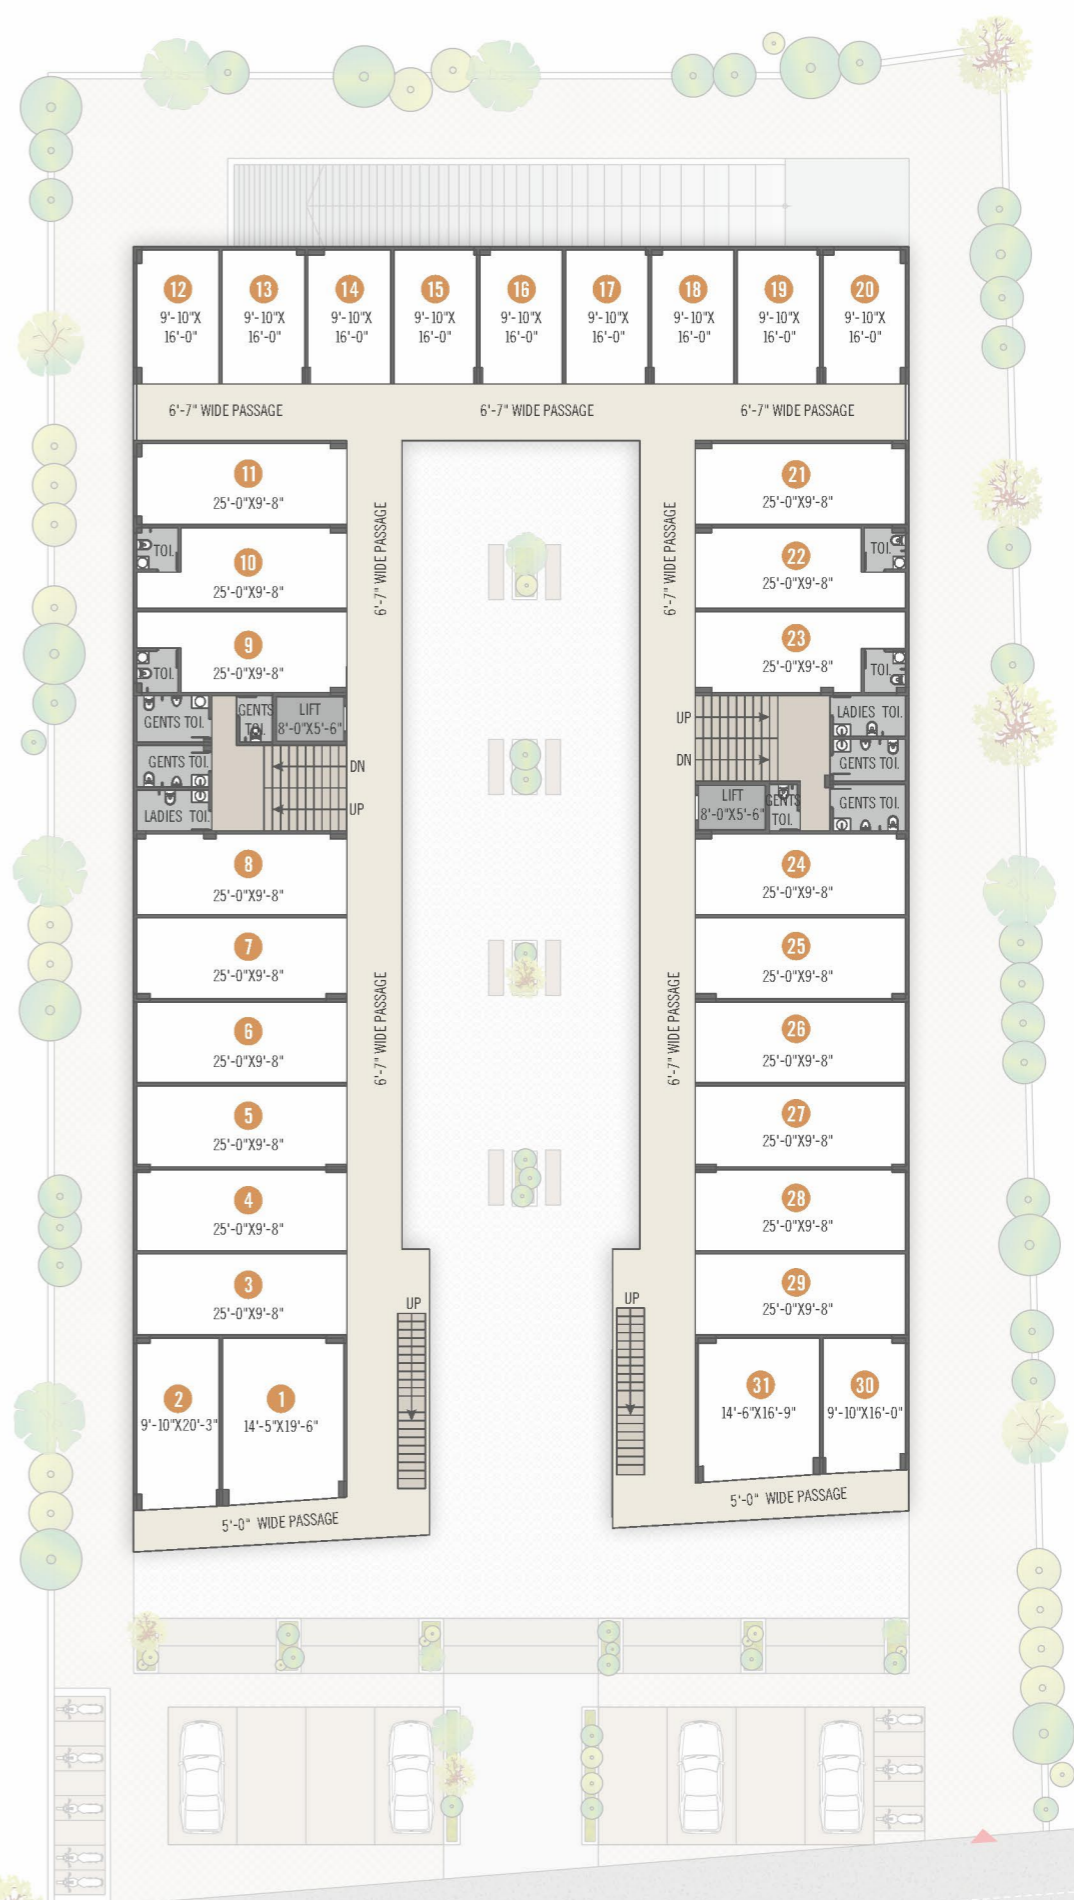 12
9'-10"X
16'-0"
13
9'-10"X
16'-0"
14
9'-10"X
16'-0"
15
9'-10"X
16'-0"
16
9'-10"X
16'-0"
17
9'-10"X
16'-0"
18
9'-10"X
16'-0"
19
9'-10"X
16'-0"
20
9'-10"X
16'-0"
6'-7" WIDE PASSAGE
6'-7" WIDE PASSAGE
6'-7" WIDE PASSAGE
11
25'-0"X9'-8"
TOI.
10
25'-0"X9'-8"
9
25'-0"X9'-8"
TOI.
GENTS TOI.
GENTS
TOI.
LIFT
8'-0"X5'-6"
GENTS TOI.
LADIES TOI.
DN
UP
8
25'-0"X9'-8"
7
25'-0"X9'-8"
6
25'-0"X9'-8"
5
25'-0"X9'-8"
4
25'-0"X9'-8"
3
25'-0"X9'-8"
2
9'-10"X20'-3"
1
14'-5"X19'-6"
5'-0" WIDE PASSAGE
6'-7" WIDE PASSAGE
6'-7" WIDE PASSAGE
UP
6'-7" WIDE PASSAGE
6'-7" WIDE PASSAGE
UP
21
25'-0"X9'-8"
22
25'-0"X9'-8"
TOI.
23
25'-0"X9'-8"
TOI.
UP
DN
LADIES TOI.
GENTS TOI.
LIFT
8'-0"X5'-6"
GENTS
TOI.
GENTS TOI.
24
25'-0"X9'-8"
25
25'-0"X9'-8"
26
25'-0"X9'-8"
27
25'-0"X9'-8"
28
25'-0"X9'-8"
29
25'-0"X9'-8"
31
14'-6"X16'-9"
30
9'-10"X16'-0"
5'-0" WIDE PASSAGE